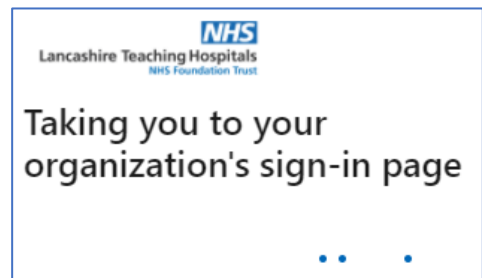 NHS
Lancashire Teaching Hospitals
NHS Foundation Trust
Taking you to your
organization's sign-in page